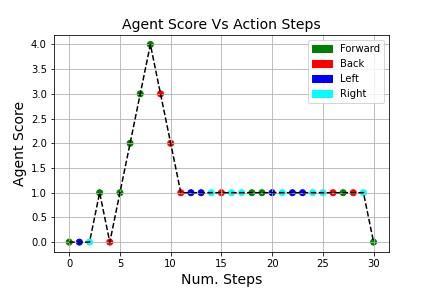 Agent Score Vs Action Steps
4.0
3.5
3.0
2.5
2.0
1.5
1.0
0.5
0.0
Agent Score
Forward
Back
Left
Right
0 5 10 15 20 25 30
Num. Steps